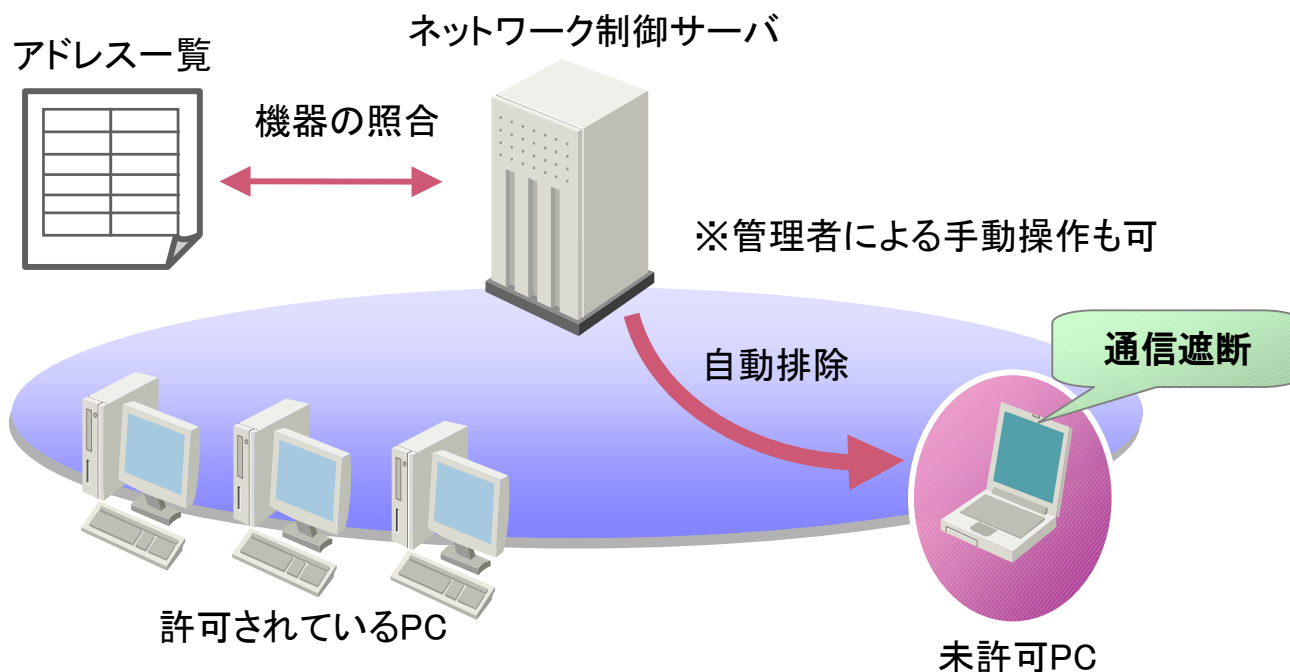 ネットワーク制御サーバ
アドレス一覧
機器の照合
※管理者による手動操作も可
通信遮断
自動排除
許可されているPC
未許可PC